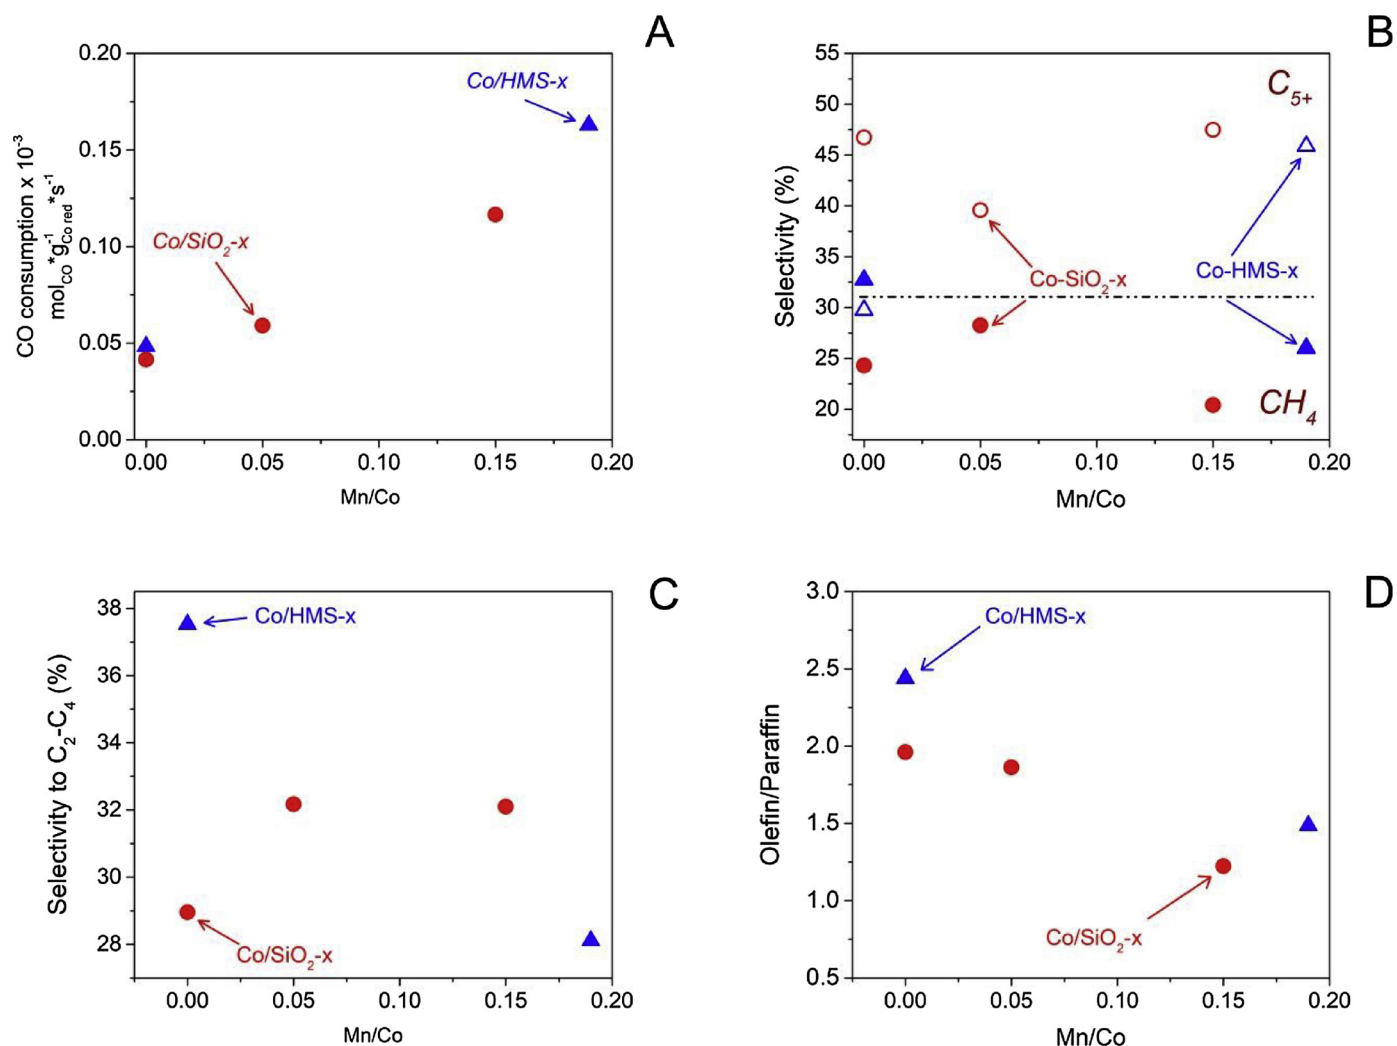 A
0.20
0.15
0.10
0.05
0.00
CO consumption x 10⁻³
mol_CO*g⁻¹_Co red*s⁻¹
Co/HMS-x
Co/SiO₂-x
0.00 0.05 0.10 0.15 0.20
Mn/Co
B
55
50
45
40
35
30
25
20
Selectivity (%)
C₅₊
Co-SiO₂-x
Co-HMS-x
CH₄
0.00 0.05 0.10 0.15 0.20
Mn/Co
C
38
36
34
32
30
28
Selectivity to C₂-C₄ (%)
Co/HMS-x
Co/SiO₂-x
0.00 0.05 0.10 0.15 0.20
Mn/Co
D
3.0
2.5
2.0
1.5
1.0
0.5
Olefin/Paraffin
Co/HMS-x
Co/SiO₂-x
0.00 0.05 0.10 0.15 0.20
Mn/Co